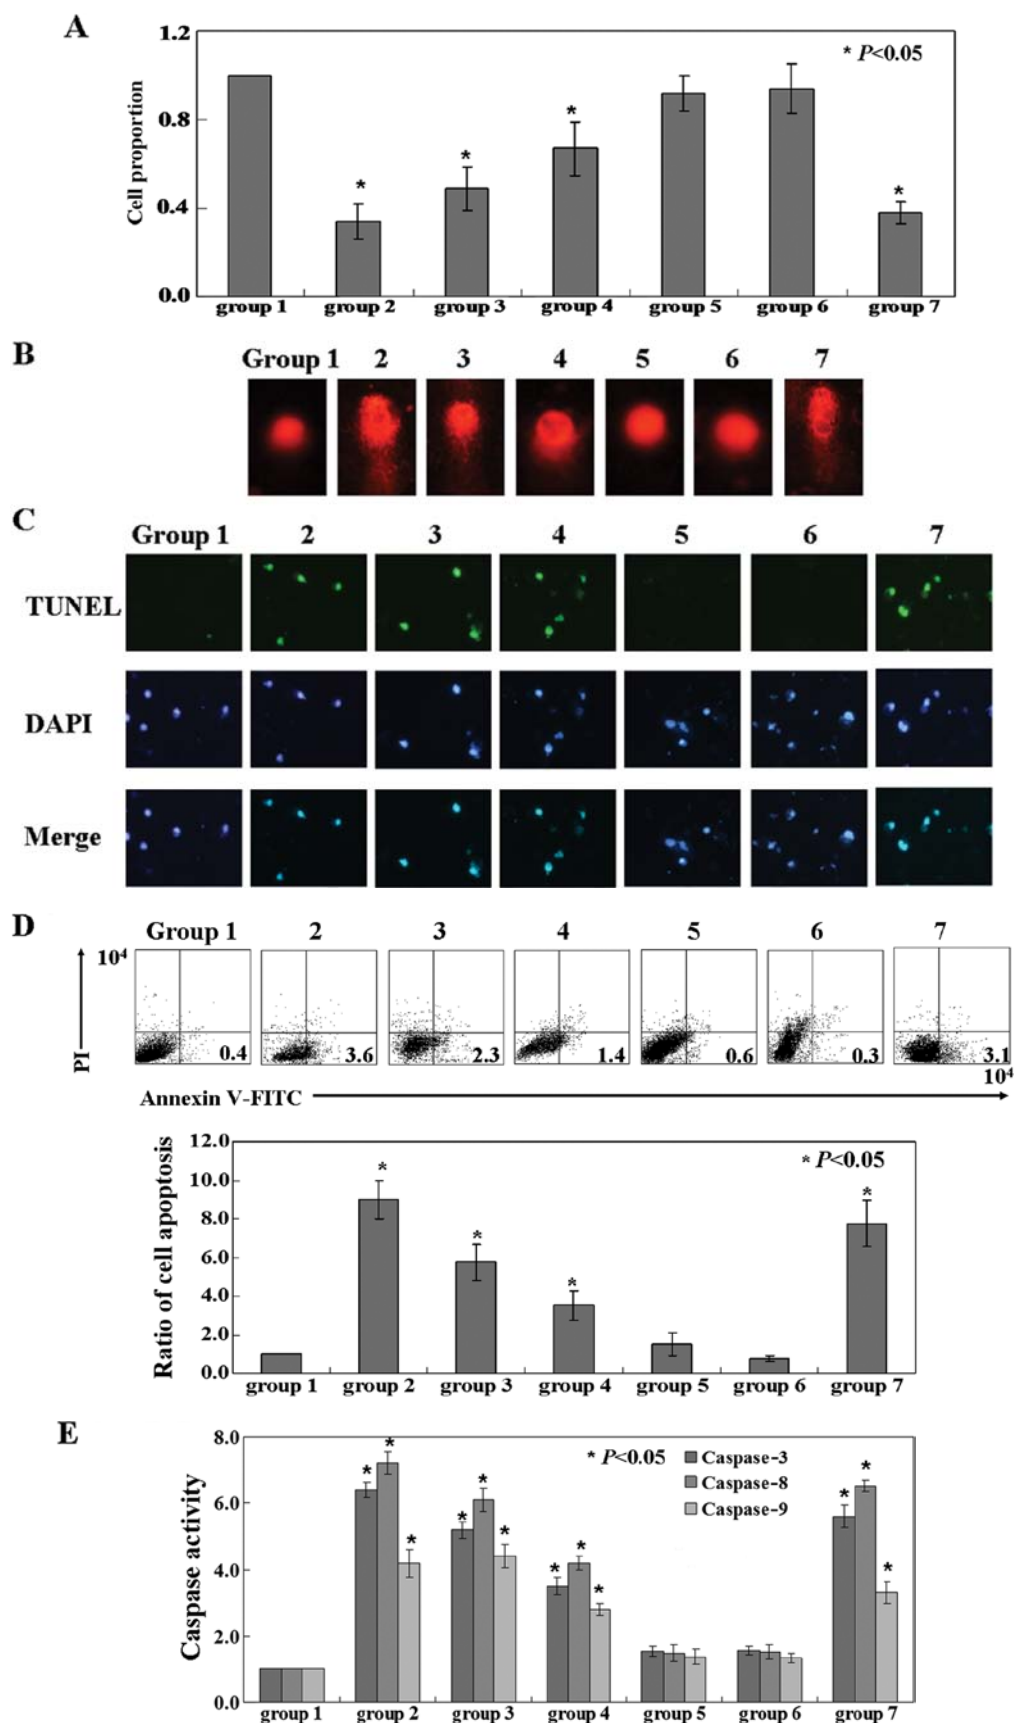 A
1.2
* P<0.05
Cell proportion
0.8
0.4
0.0
group 1 group 2 group 3 group 4 group 5 group 6 group 7
B
Group 1 2 3 4 5 6 7
C
Group 1 2 3 4 5 6 7
TUNEL
DAPI
Merge
D
Group 1 2 3 4 5 6 7
10⁴
PI
0.4 3.6 2.3 1.4 0.6 0.3 3.1
10⁴
Annexin V-FITC
12.0
* P<0.05
Ratio of cell apoptosis
10.0
8.0
6.0
4.0
2.0
0.0
group 1 group 2 group 3 group 4 group 5 group 6 group 7
E
8.0
* P<0.05
Caspase-3
Caspase-8
Caspase-9
Caspase activity
6.0
4.0
2.0
0.0
group 1 group 2 group 3 group 4 group 5 group 6 group 7